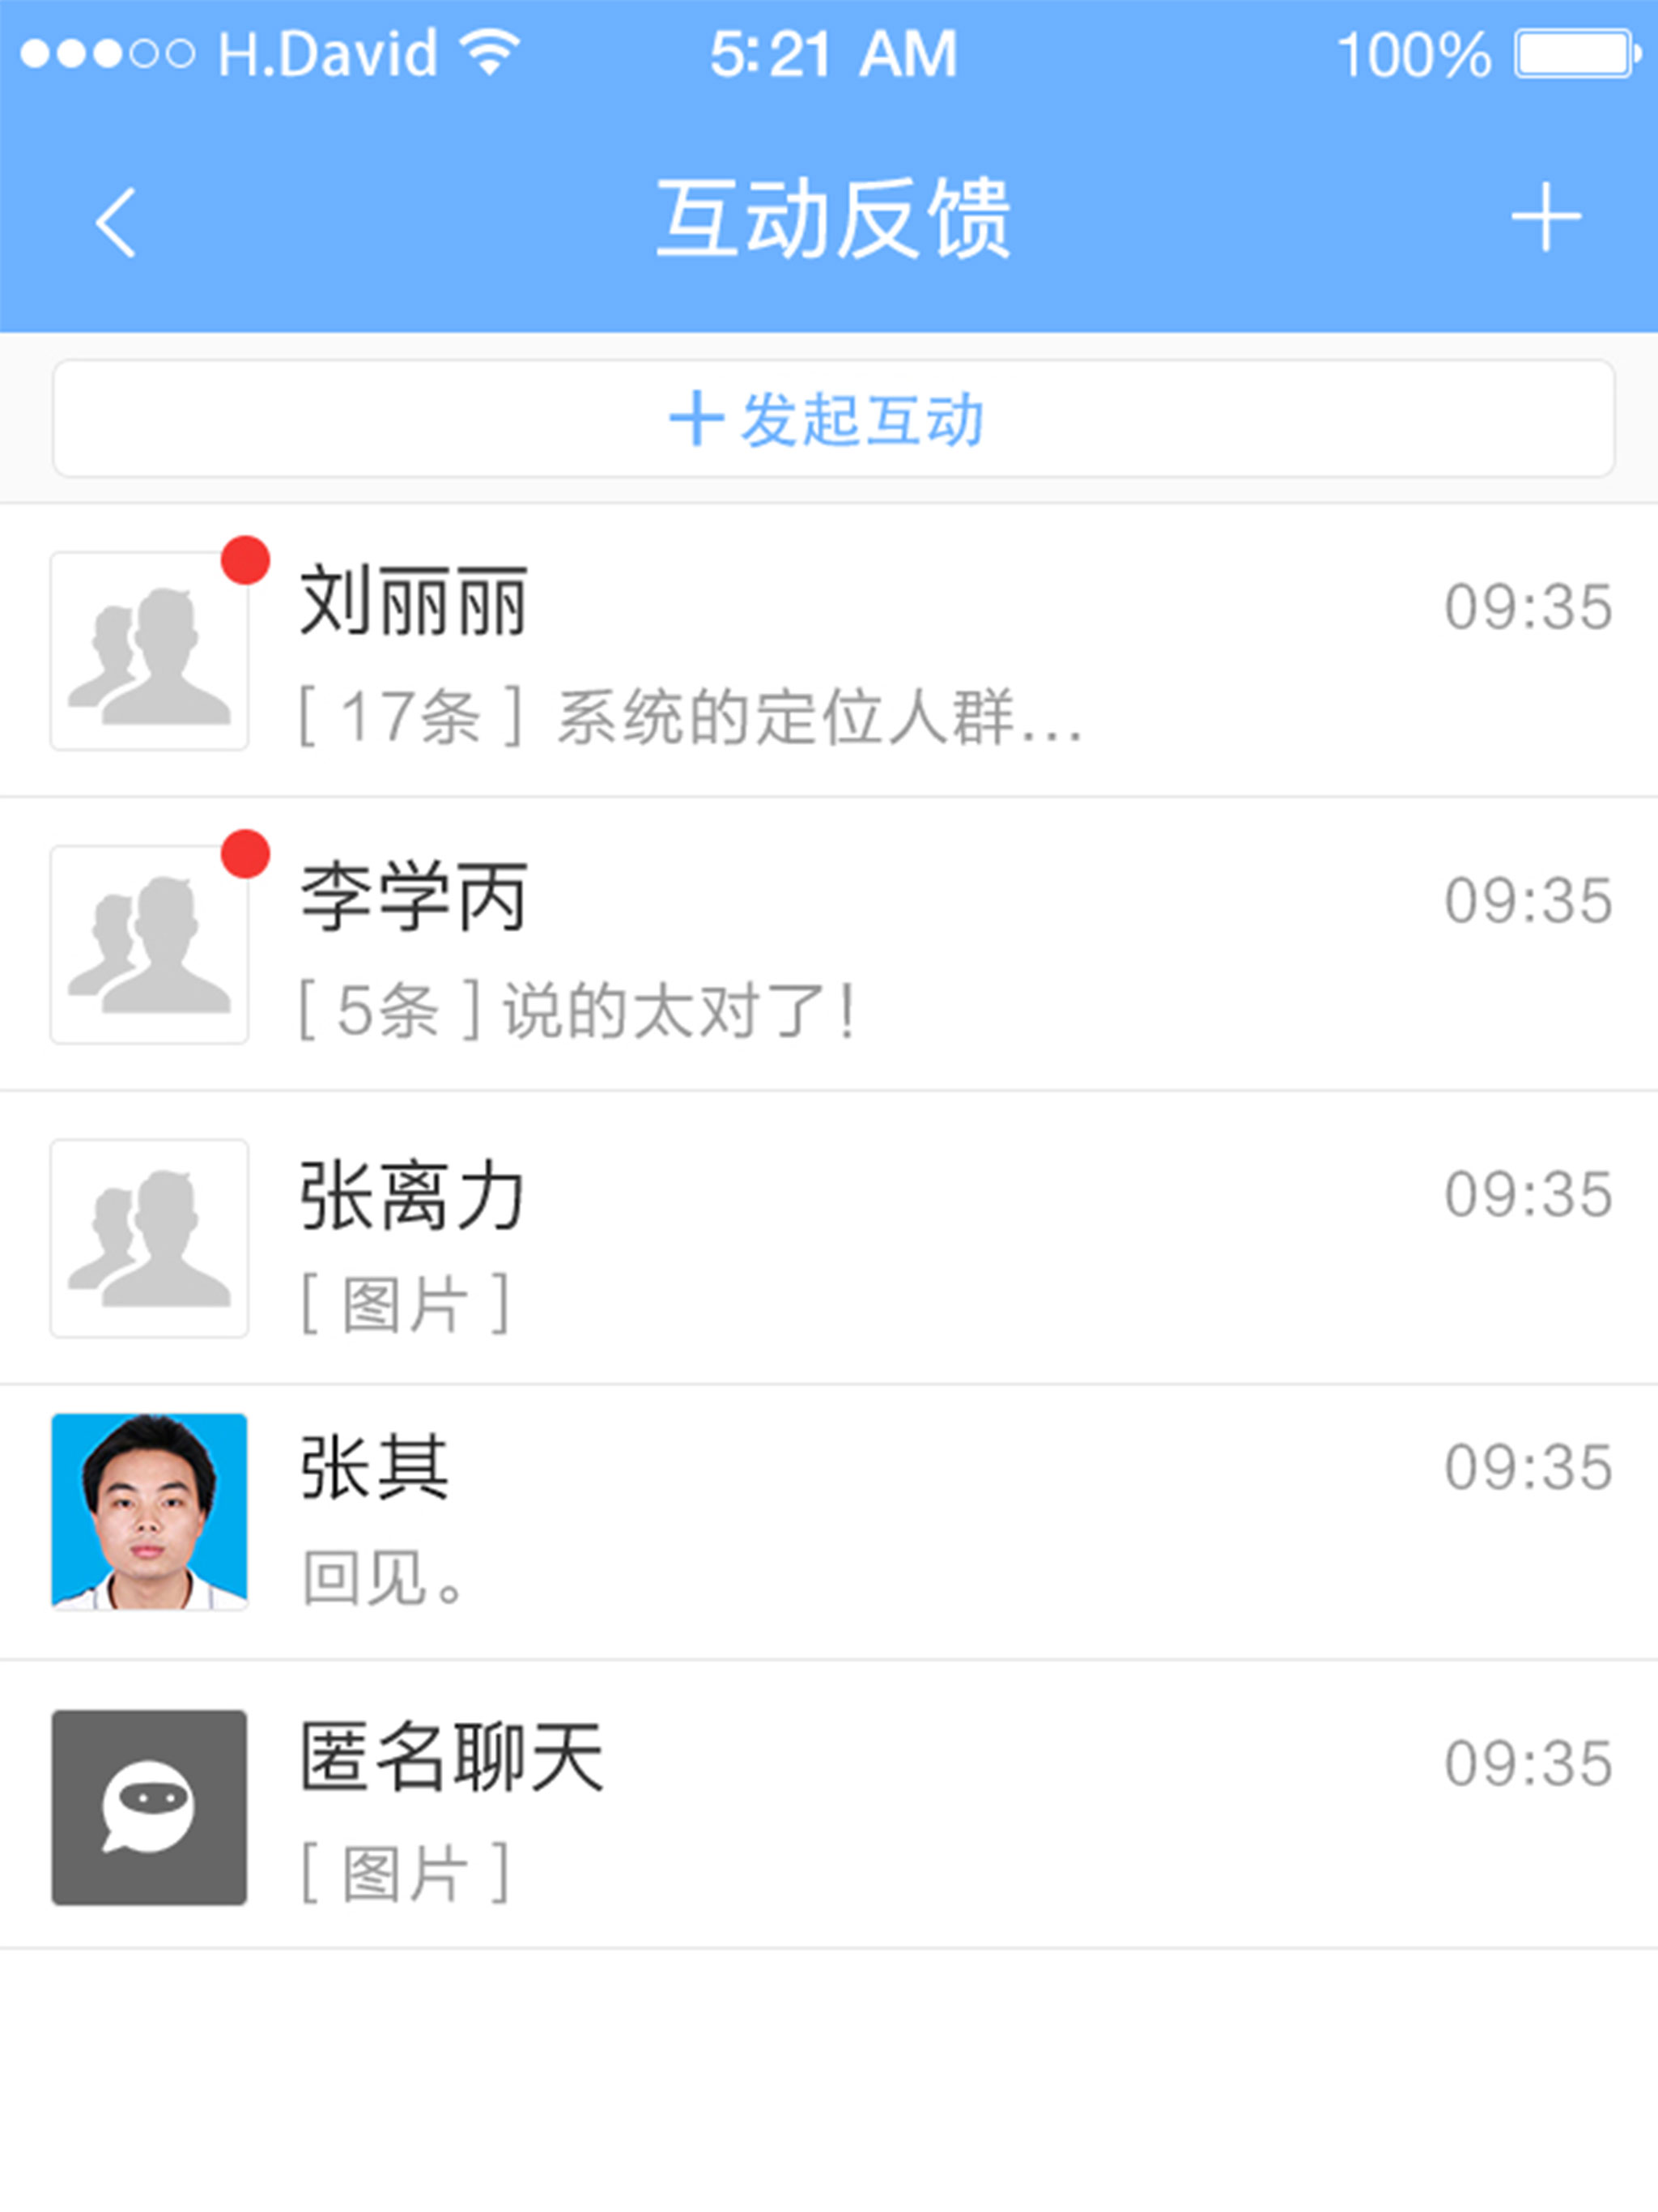 H.David 5:21 AM 100%
互动反馈
+发起互动
刘丽丽 09:35
[ 17条 ] 系统的定位人群...
李学丙 09:35
[ 5条 ] 说的太对了！
张离力 09:35
[ 图片 ]
张其 09:35
回见。
匿名聊天 09:35
[ 图片 ]